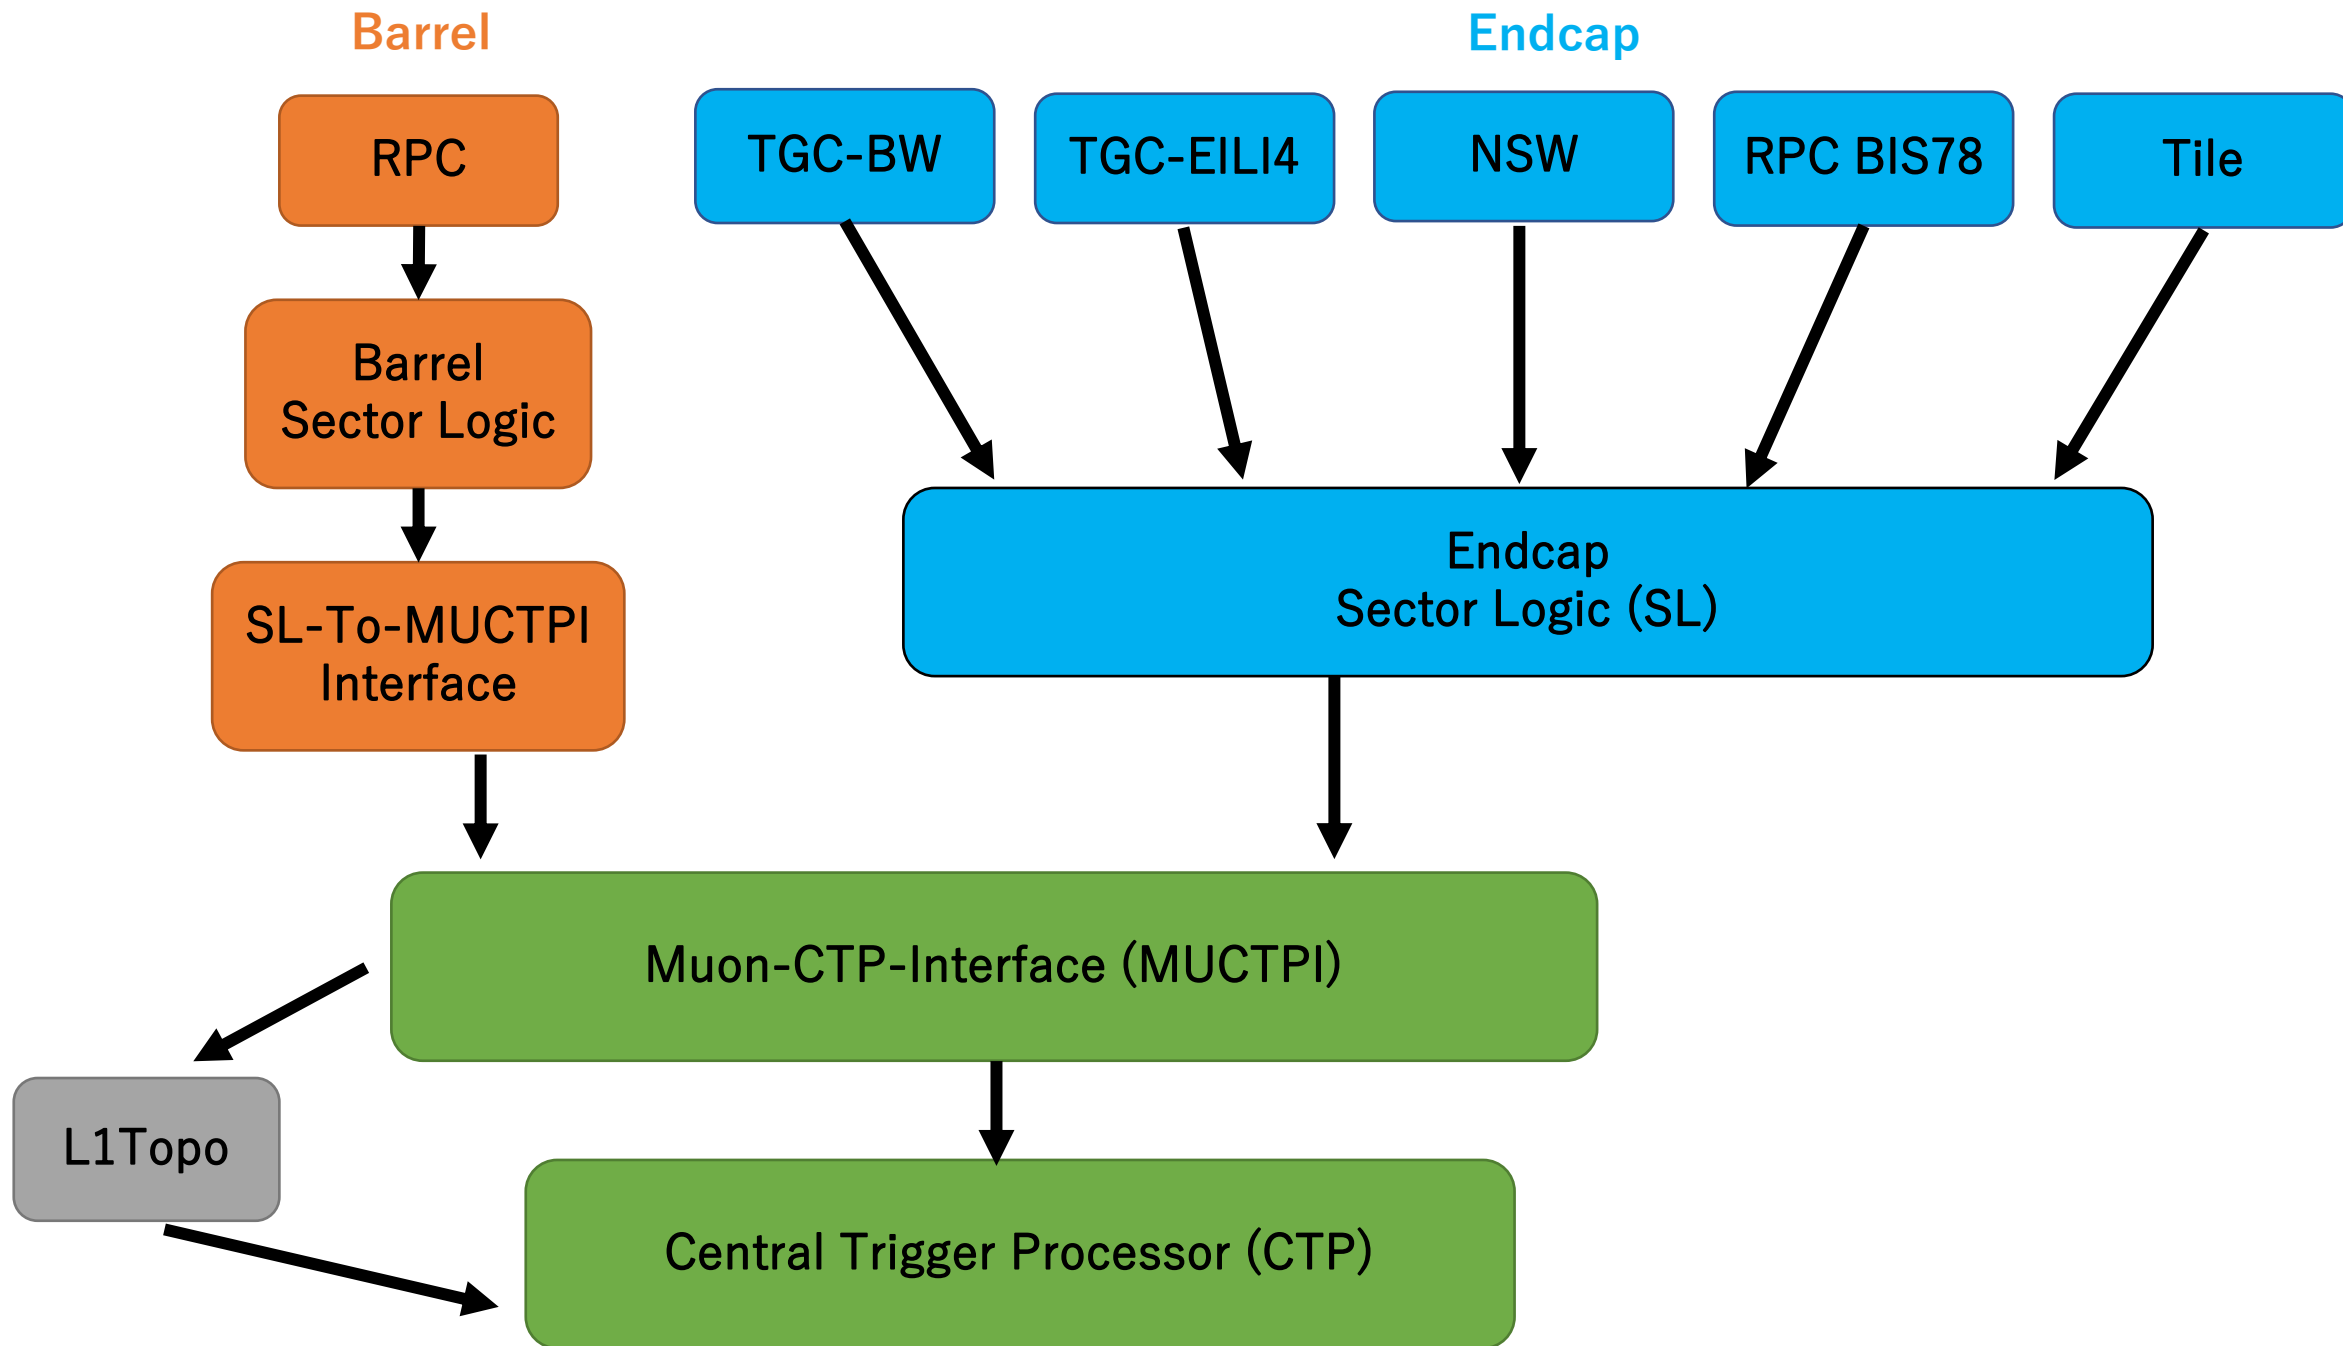 Barrel
Endcap
RPC
TGC-BW
TGC-EILI4
NSW
RPC BIS78
Tile
Barrel
Sector Logic
Endcap
Sector Logic (SL)
SL-To-MUCTPI
Interface
Muon-CTP-Interface (MUCTPI)
L1Topo
Central Trigger Processor (CTP)